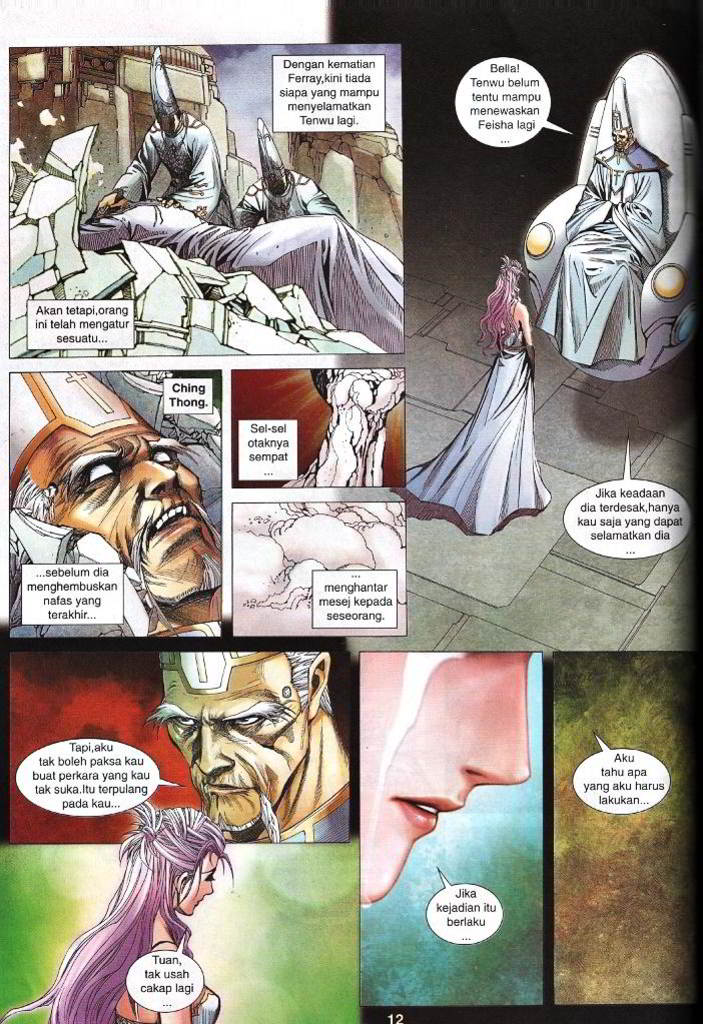 Dengan kematian
Ferray,kini tiada
siapa yang mampu
menyelamatkan
Tenwu lagi.
Akan tetapi,orang
ini telah mengatur
sesuatu...
Bella!
Tenwu belum
tentu mampu
menewaskan
Feisha lagi
...
Jika keadaan
dia terdesak,hanya
kau saja yang dapat
selamatkan dia
...
Ching
Thong.
...sebelum dia
menghembuskan
nafas yang
terakhir...
Sel-sel
otaknya
sempat
...
...
menghantar
mesej kepada
seseorang.
Tapi,aku
tak boleh paksa kau
buat perkara yang kau
tak suka.Itu terpulang
pada kau...
Tuan,
tak usah
cakap lagi
...
Jika
kejadian itu
berlaku
...
Aku
tahu apa
yang aku harus
lakukan...
12